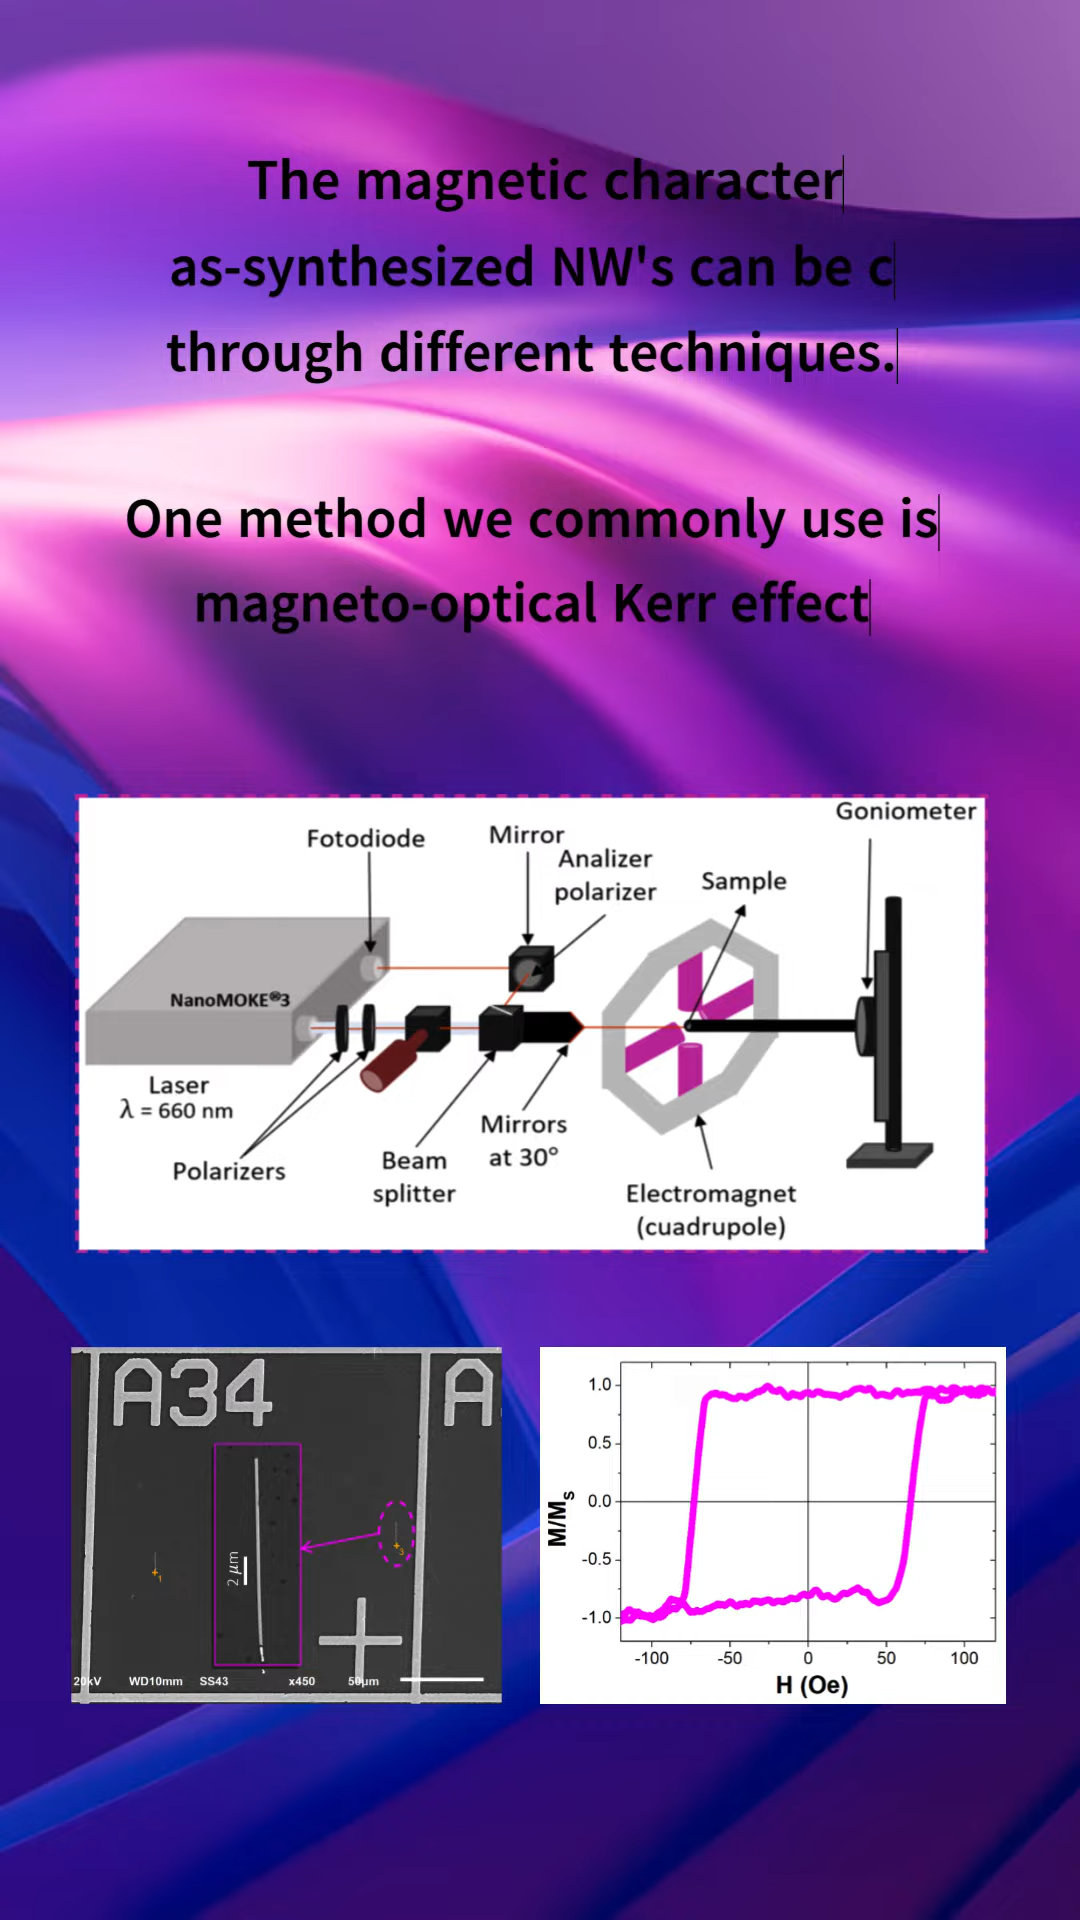 The magnetic character
as-synthesized NW's can be c
through different techniques.
One method we commonly use is
magneto-optical Kerr effect
Goniometer
Fotodiode
Mirror
Analizer
polarizer
Sample
NanoMOKE®3
Laser
λ = 660 nm
Polarizers
Beam
splitter
Mirrors
at 30°
Electromagnet
(cuadrupole)
A34
A
2 µm
1
3
20kV WD10mm SS43 x450 50µm
M/Ms
1.0
0.5
0.0
-0.5
-1.0
-100 -50 0 50 100
H (Oe)